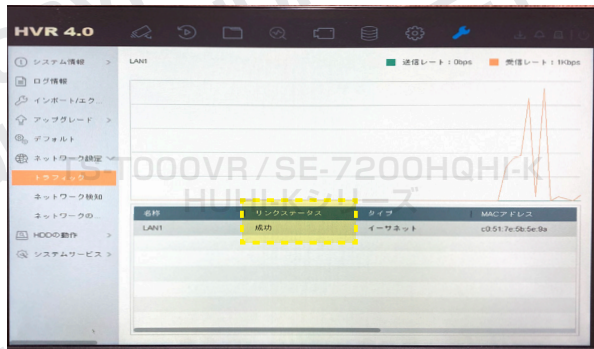 HVR 4.0
システム情報 >
ログ情報
インポート/エク...
アップグレード >
デフォルト
ネットワーク設定
トラフィック
ネットワーク検知
ネットワークの...
HDDの動作 >
システムサービス >
LAN1
送信レート : 0bps
受信レート : 1Kbps
TS-T000VR / SE-7200HQHI-K
HUHI-Kシリーズ
名称 リンクステータス タイプ MACアドレス
LAN1 成功 イーサネット c0:51:7e:5b:5e:9a